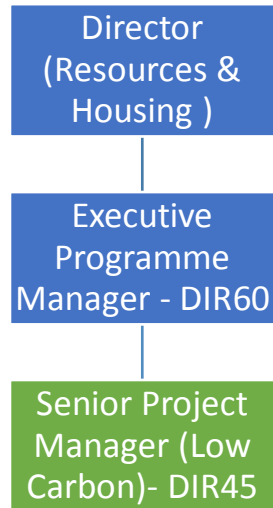 Director
(Resources &
Housing )
Executive
Programme
Manager - DIR60
Senior Project
Manager (Low
Carbon)- DIR45